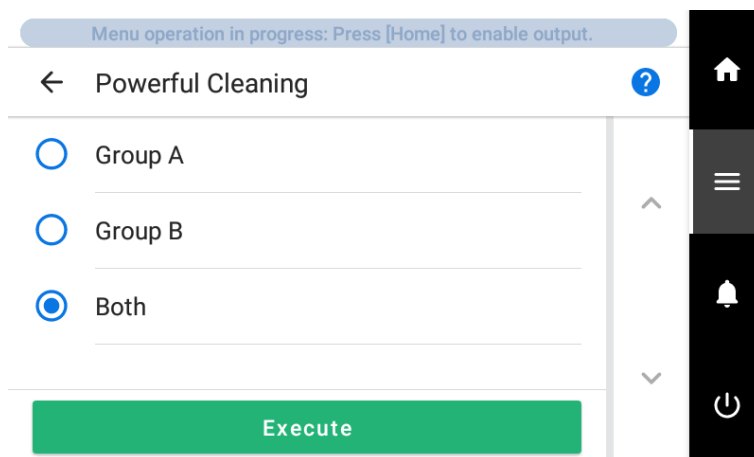 Menu operation in progress: Press [Home] to enable output.
Powerful Cleaning
?
Group A
Group B
Both
Execute